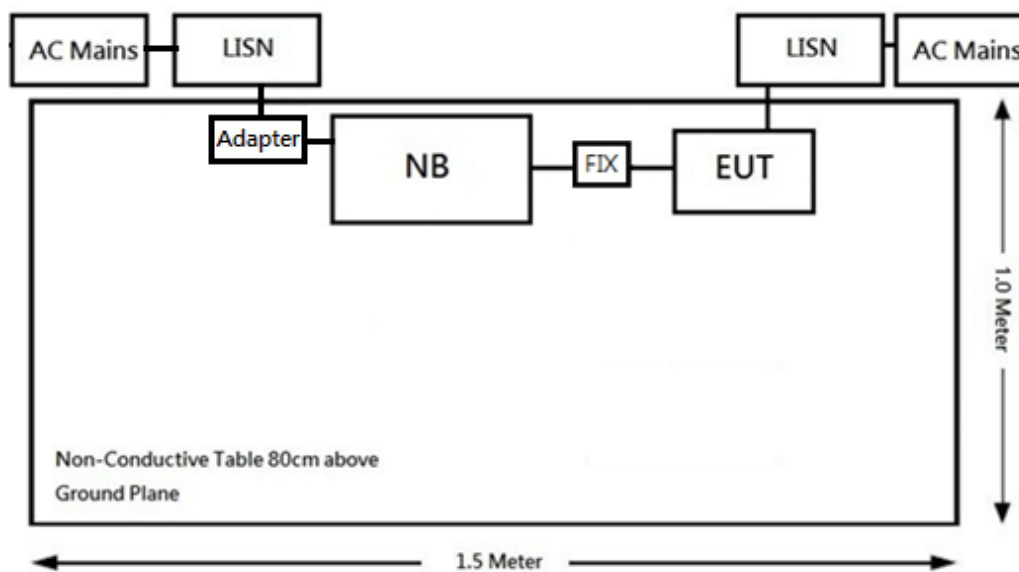 AC Mains
LISN
LISN
AC Mains
Adapter
NB
FIX
EUT
1.0 Meter
Non-Conductive Table 80cm above
Ground Plane
1.5 Meter